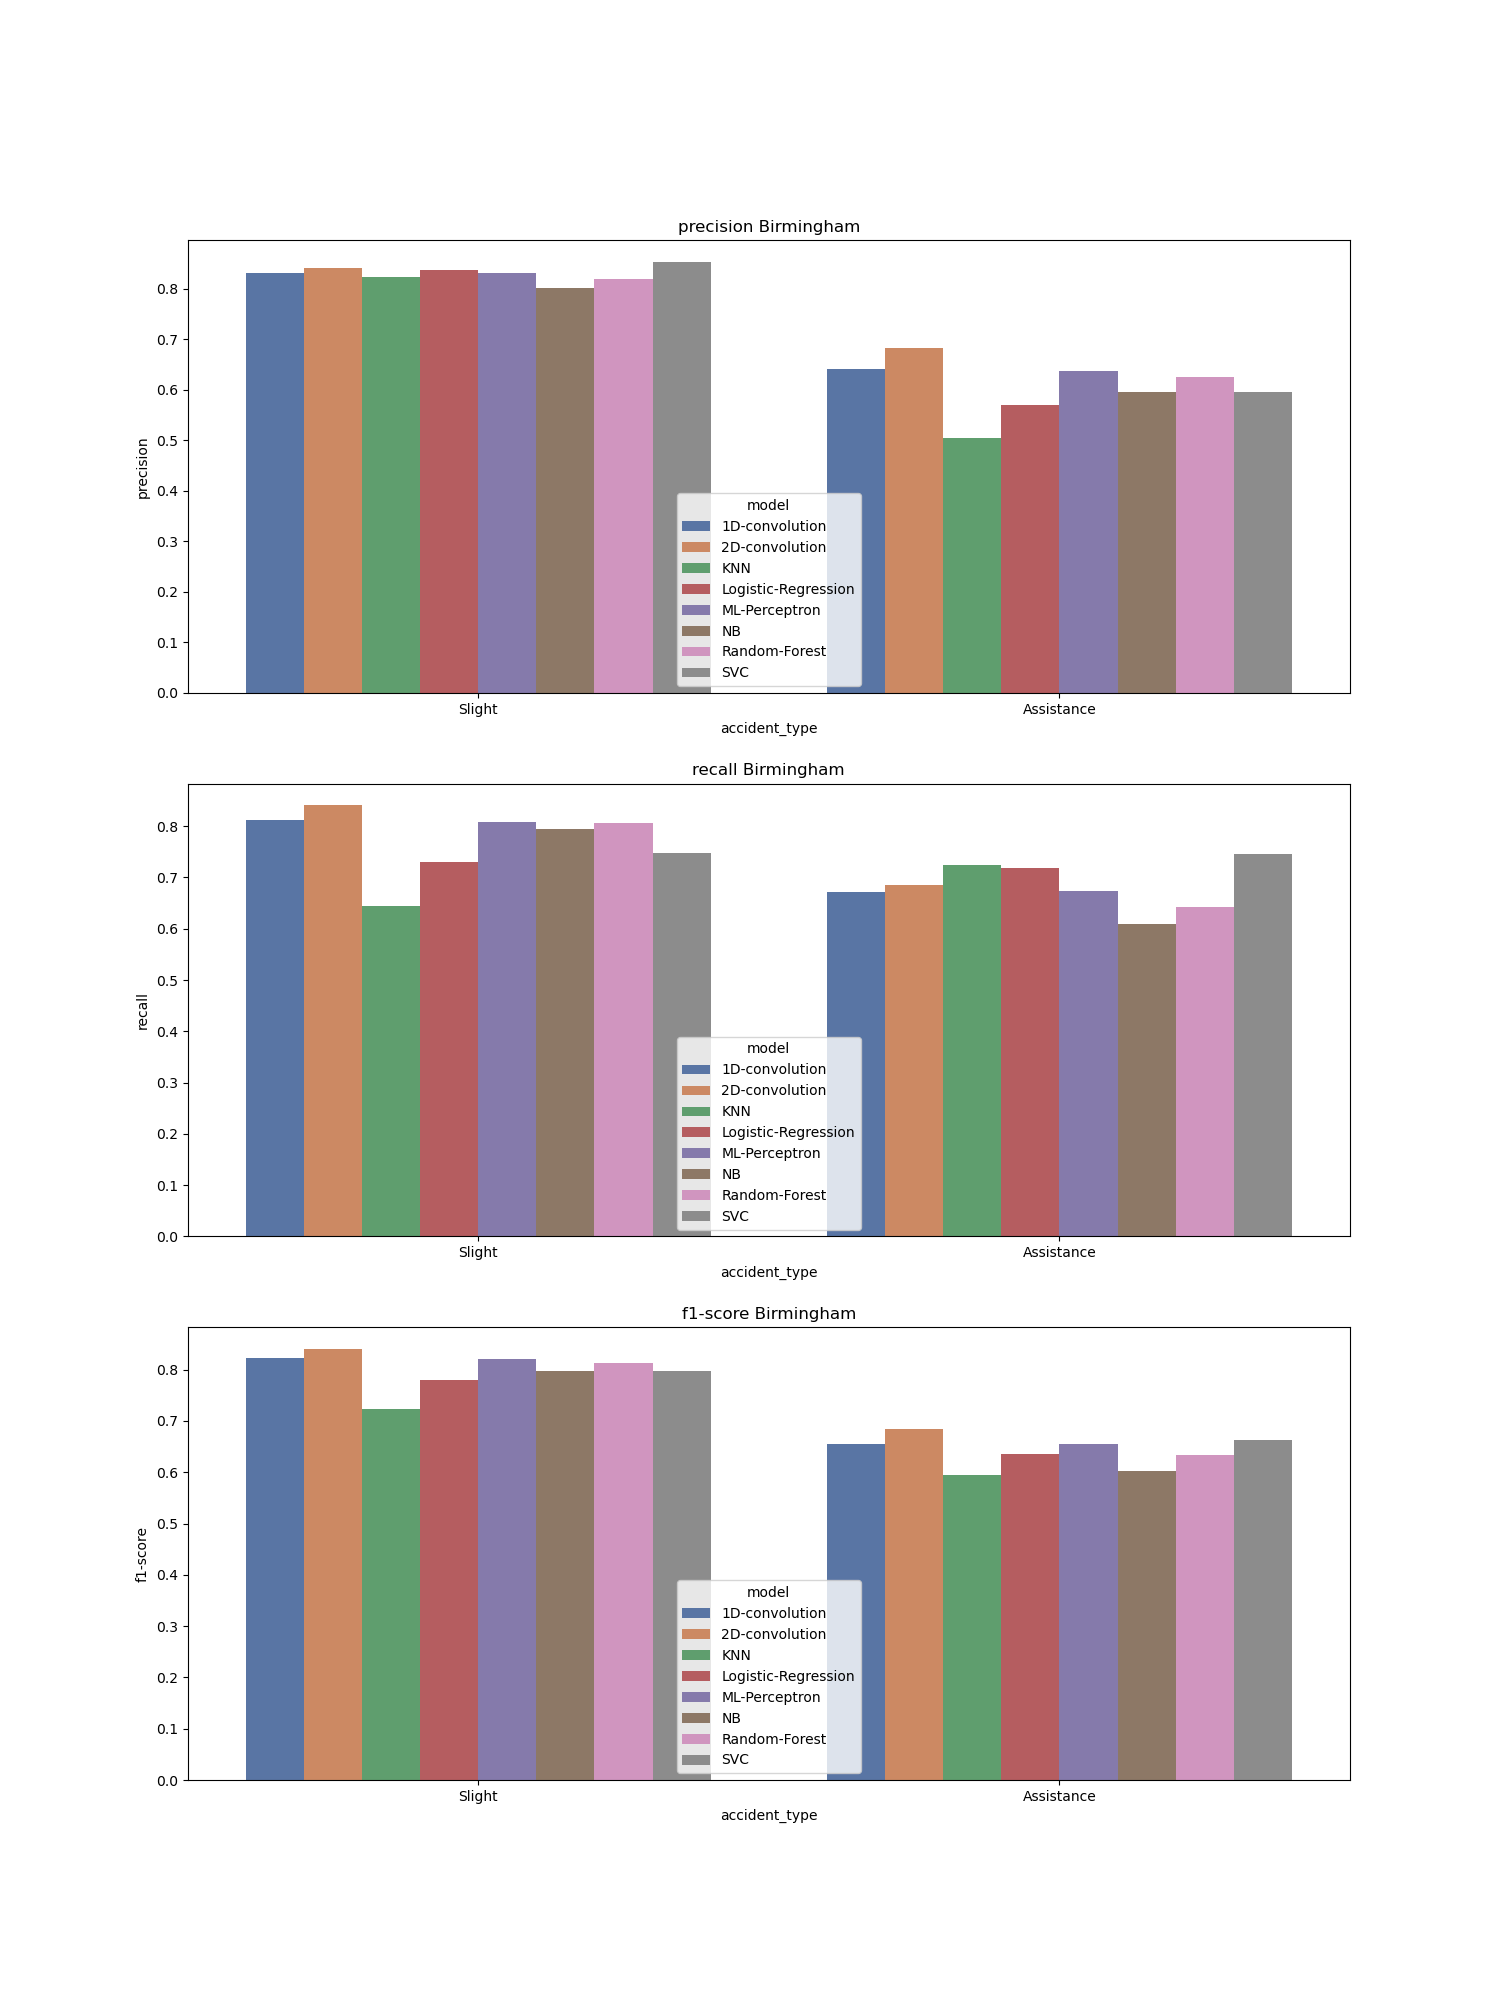 precision Birmingham
0.8
0.7
0.6
0.5
0.4
0.3
0.2
0.1
0.0
precision
model
1D-convolution
2D-convolution
KNN
Logistic-Regression
ML-Perceptron
NB
Random-Forest
SVC
Slight Assistance
accident_type
recall Birmingham
0.8
0.7
0.6
0.5
0.4
0.3
0.2
0.1
0.0
recall
model
1D-convolution
2D-convolution
KNN
Logistic-Regression
ML-Perceptron
NB
Random-Forest
SVC
Slight Assistance
accident_type
f1-score Birmingham
0.8
0.7
0.6
0.5
0.4
0.3
0.2
0.1
0.0
f1-score
model
1D-convolution
2D-convolution
KNN
Logistic-Regression
ML-Perceptron
NB
Random-Forest
SVC
Slight Assistance
accident_type